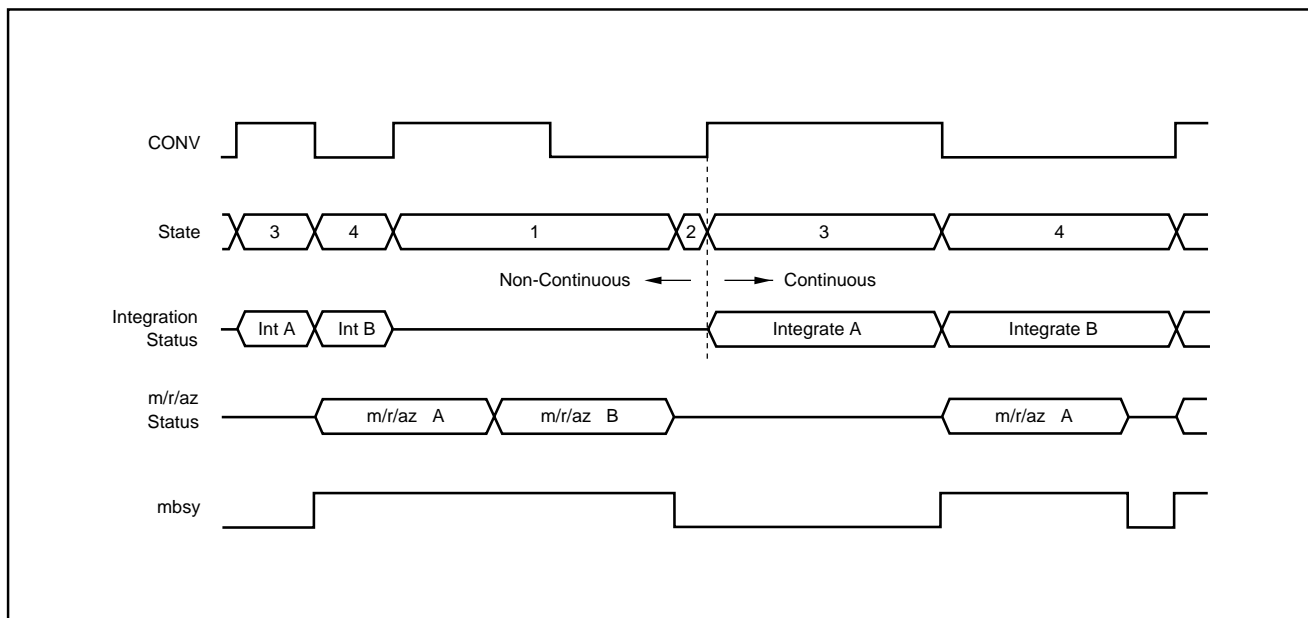 CONV
State
3
4
1
2
3
4
Non-Continuous
Continuous
Integration
Status
Int A
Int B
Integrate A
Integrate B
m/r/az
Status
m/r/az A
m/r/az B
m/r/az A
mbsy